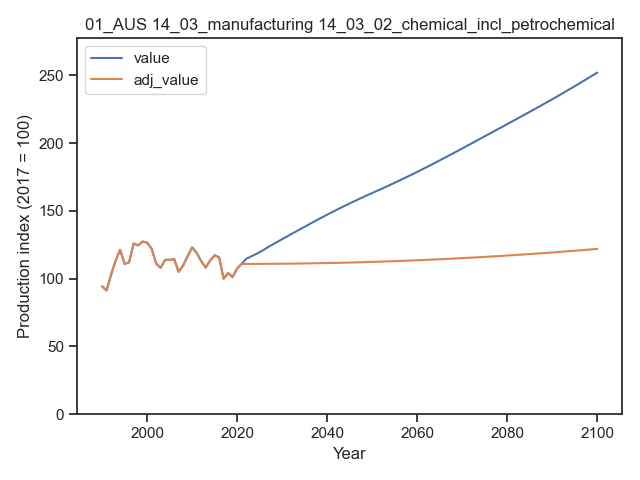 01_AUS 14_03_manufacturing 14_03_02_chemical_incl_petrochemical
value
adj_value
Production index (2017 = 100)
250
200
150
100
50
0
2000 2020 2040 2060 2080 2100
Year